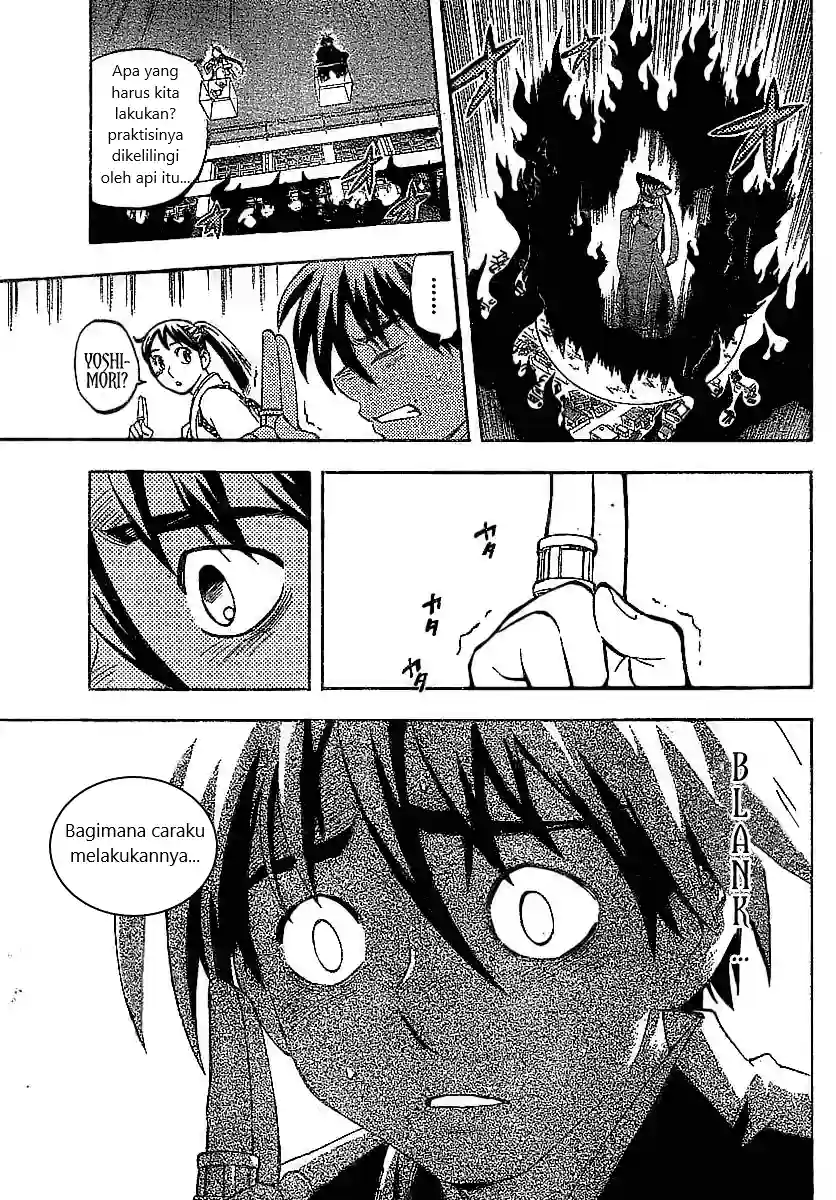 Apa yang
harus kita
lakukan?
praktisinya
dikelilingi
oleh api itu...
......
YOSHI-
MORI?
カタ
カタ
カタ
BLANK...
Bagimana caraku
melakukannya...